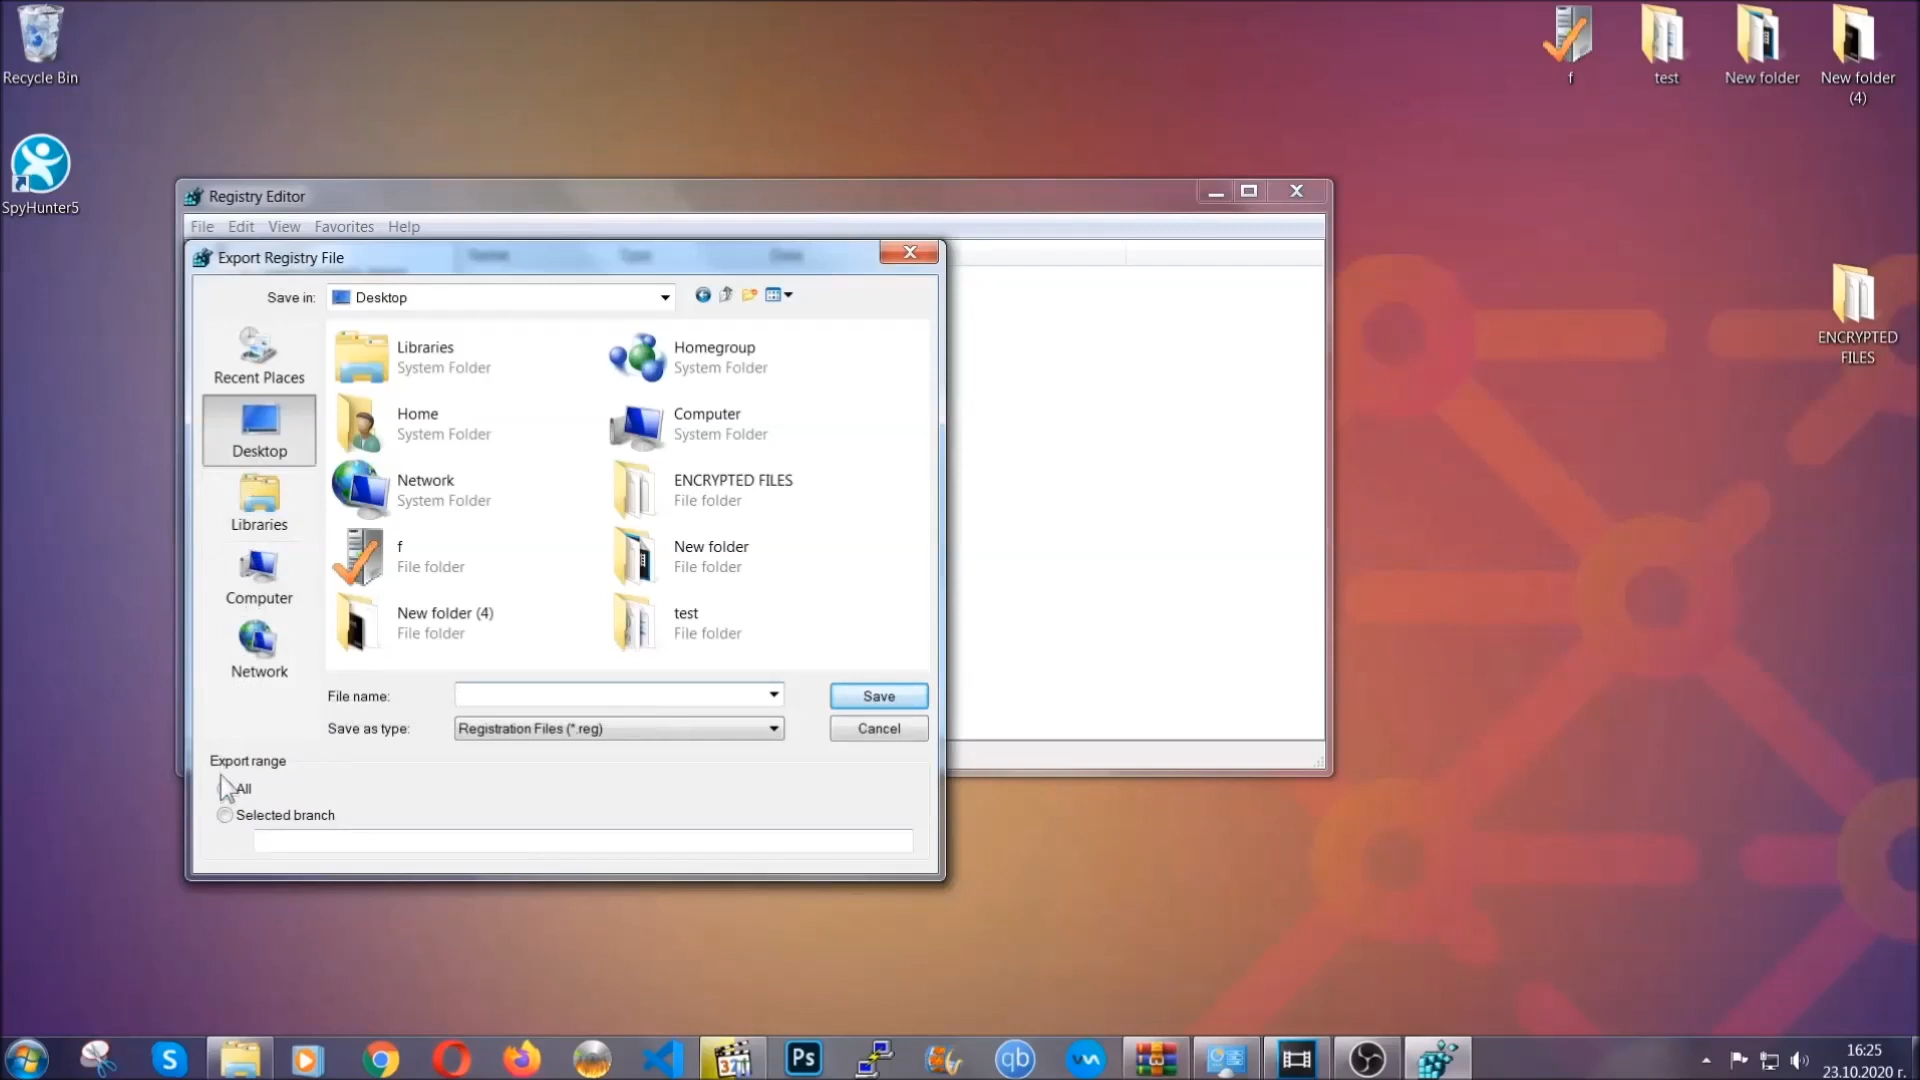 Recycle Bin
SpyHunter5
f
test
New folder
New folder
(4)
ENCRYPTED
FILES
Registry Editor
File Edit View Favorites Help
Export Registry File
Save in:
Desktop
Recent Places
Desktop
Libraries
Computer
Network
Libraries
System Folder
Homegroup
System Folder
Home
System Folder
Computer
System Folder
Network
System Folder
ENCRYPTED FILES
File folder
f
File folder
New folder
File folder
New folder (4)
File folder
test
File folder
File name:
Save
Save as type:
Registration Files (*.reg)
Cancel
Export range
All
Selected branch
S
321
Ps
qb
16:25
23.10.2020 г.